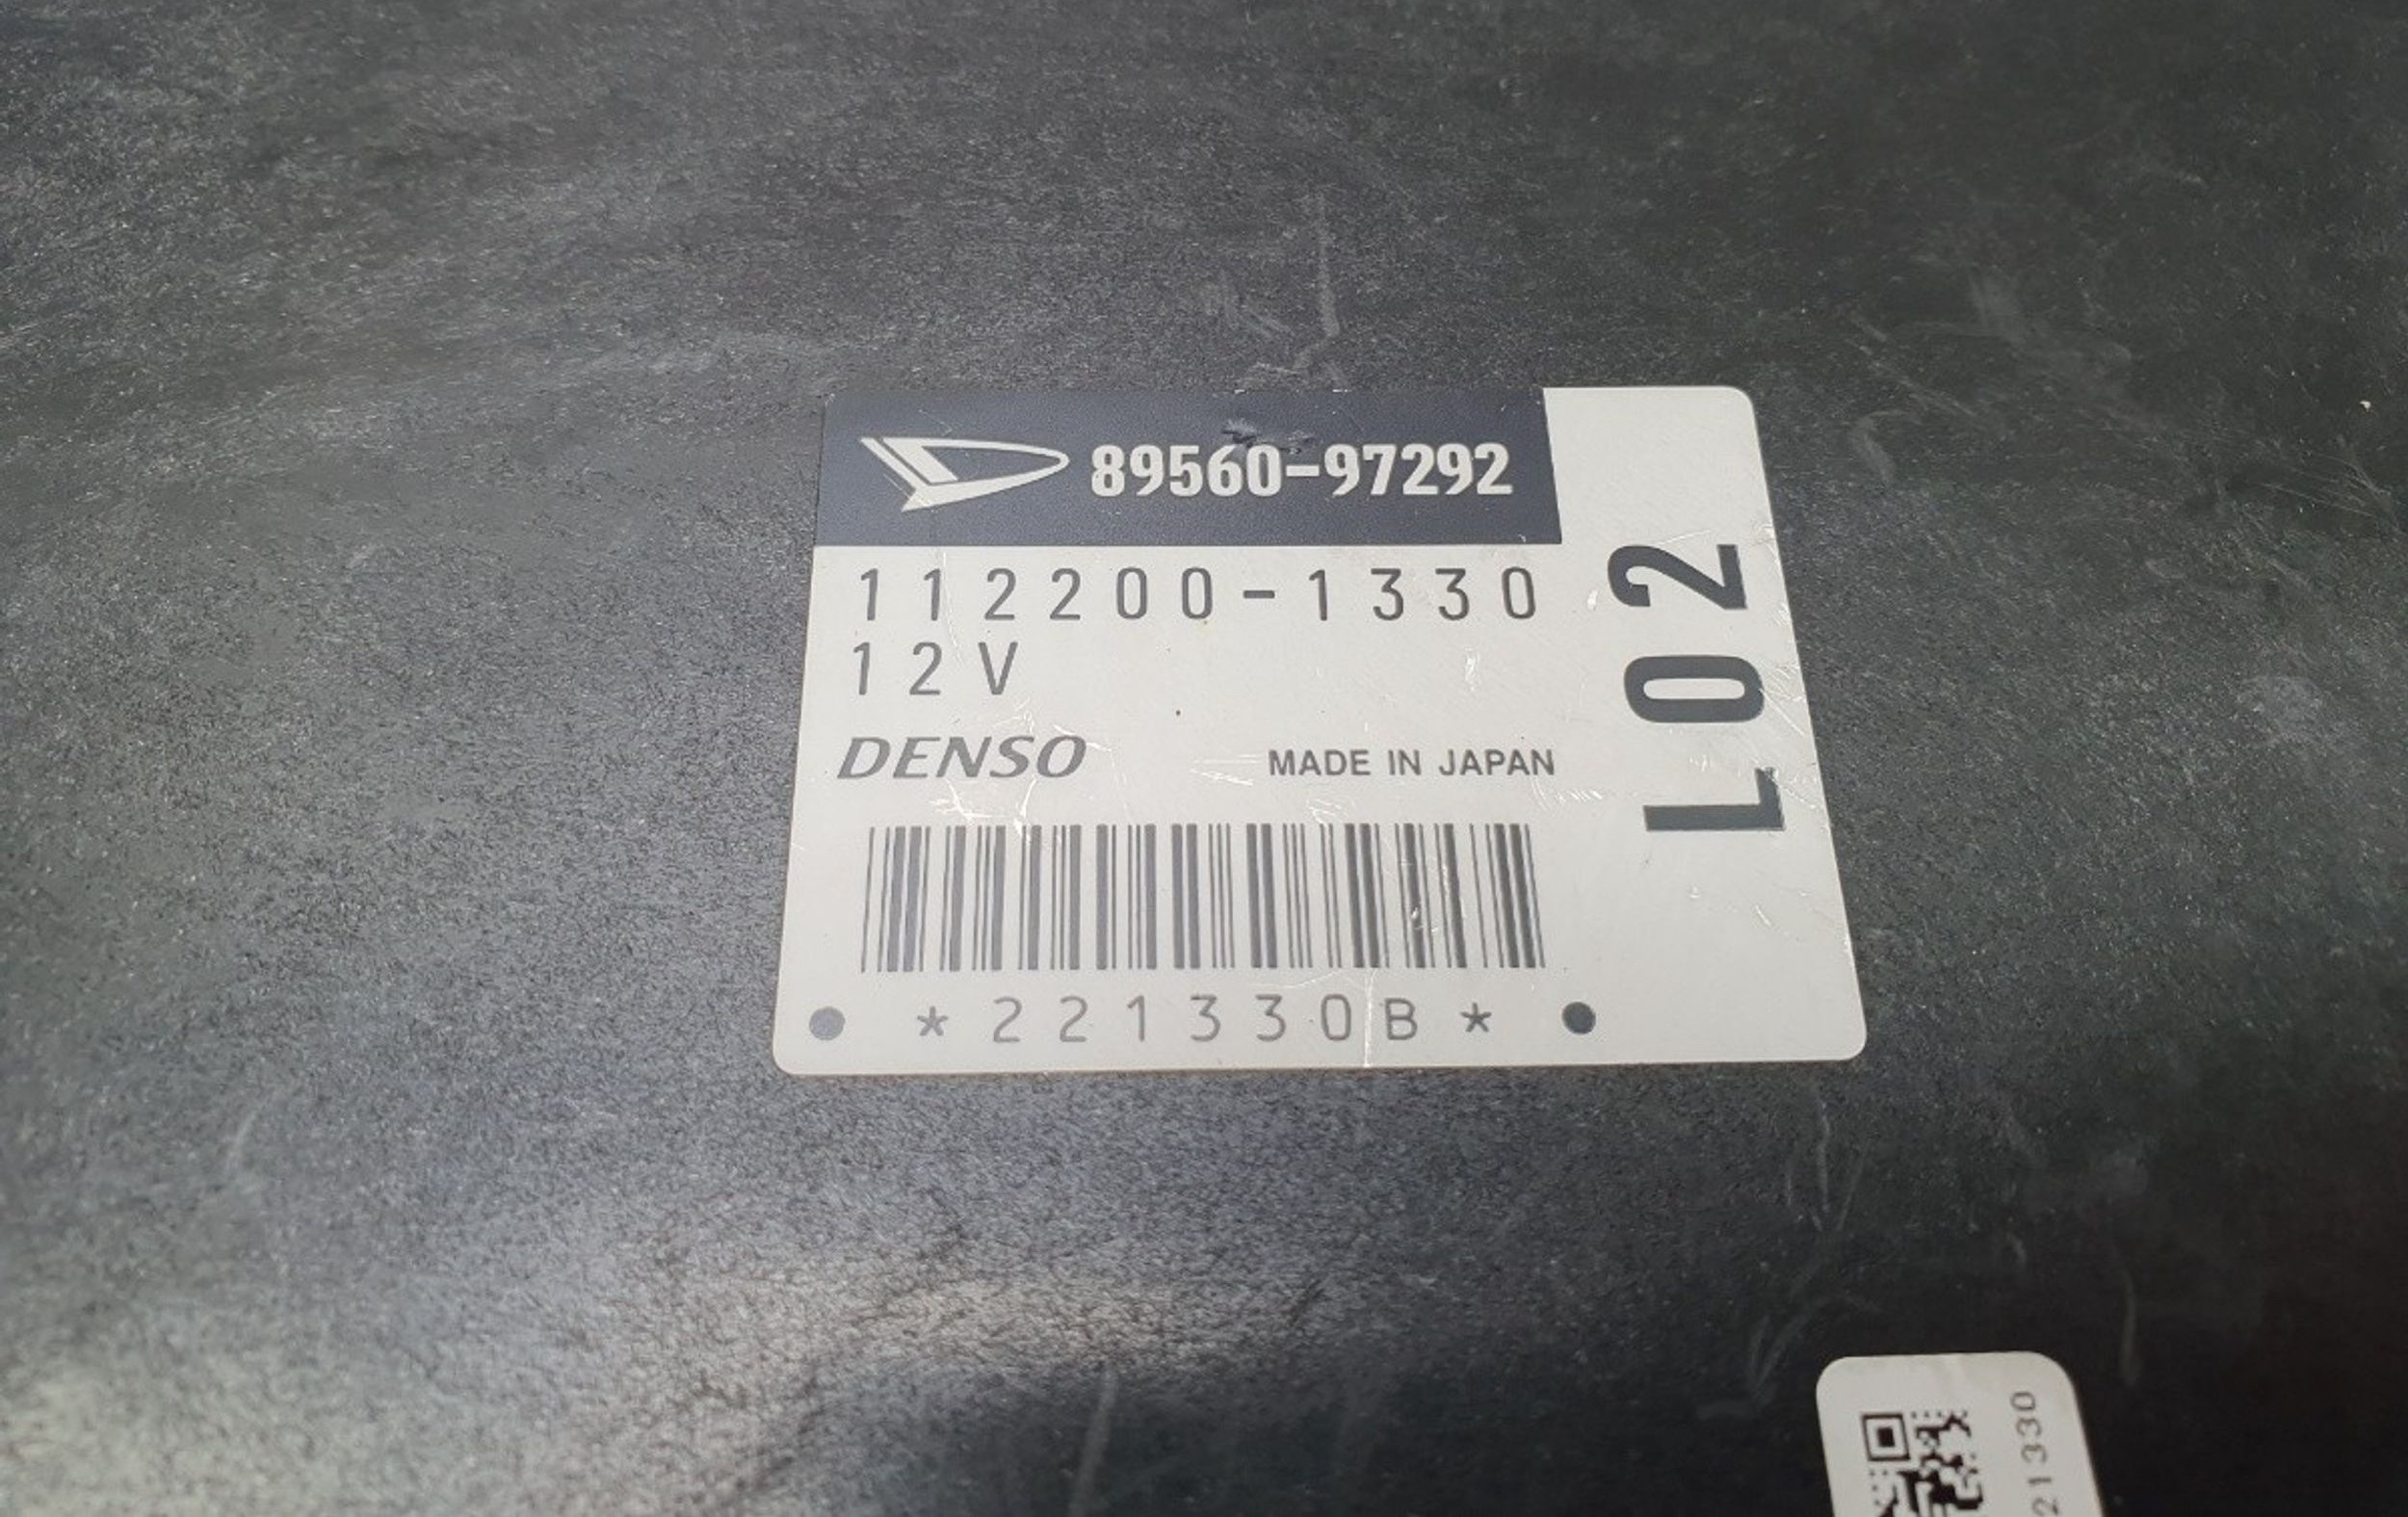 89560-97292
112200-1330
12V
DENSO MADE IN JAPAN
*221330B*
L02
21330